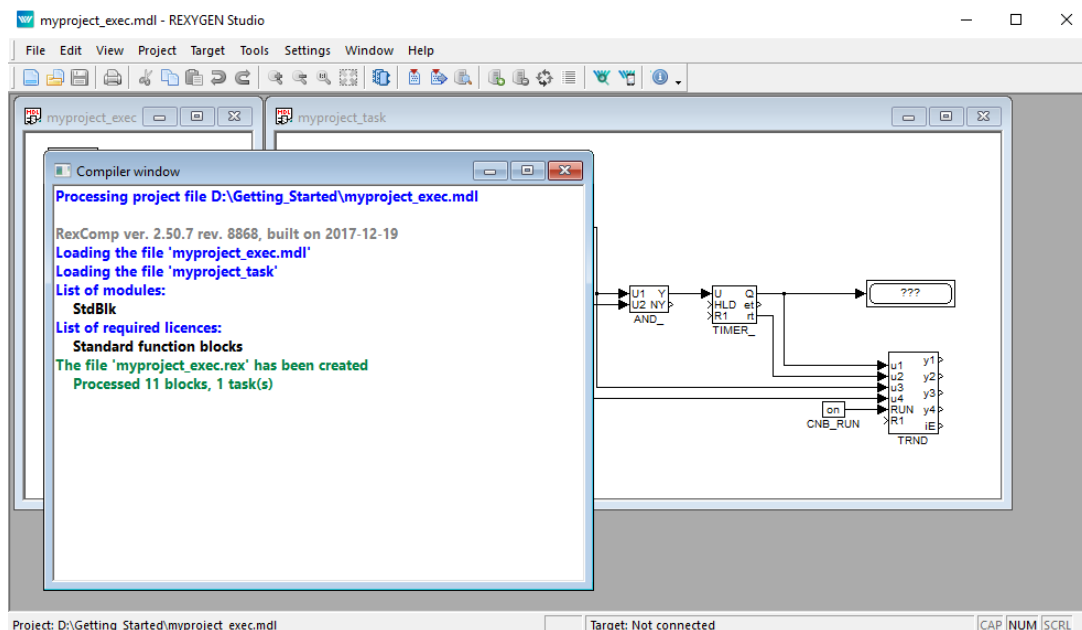 myproject_exec.mdl - REXYGEN Studio
File Edit View Project Target Tools Settings Window Help
myproject_exec
myproject_task
Compiler window
Processing project file D:\Getting_Started\myproject_exec.mdl
RexComp ver. 2.50.7 rev. 8868, built on 2017-12-19
Loading the file 'myproject_exec.mdl'
Loading the file 'myproject_task'
List of modules:
StdBlk
List of required licences:
Standard function blocks
The file 'myproject_exec.rex' has been created
Processed 11 blocks, 1 task(s)
U1 Y
U2 NY
AND_
U Q
HLD et
R1 rt
TIMER_
???
u1 y1
u2 y2
u3 y3
u4
RUN y4
R1 iE
TRND
on
CNB_RUN
Project: D:\Getting_Started\myproject_exec.mdl
Target: Not connected
CAP NUM SCRL